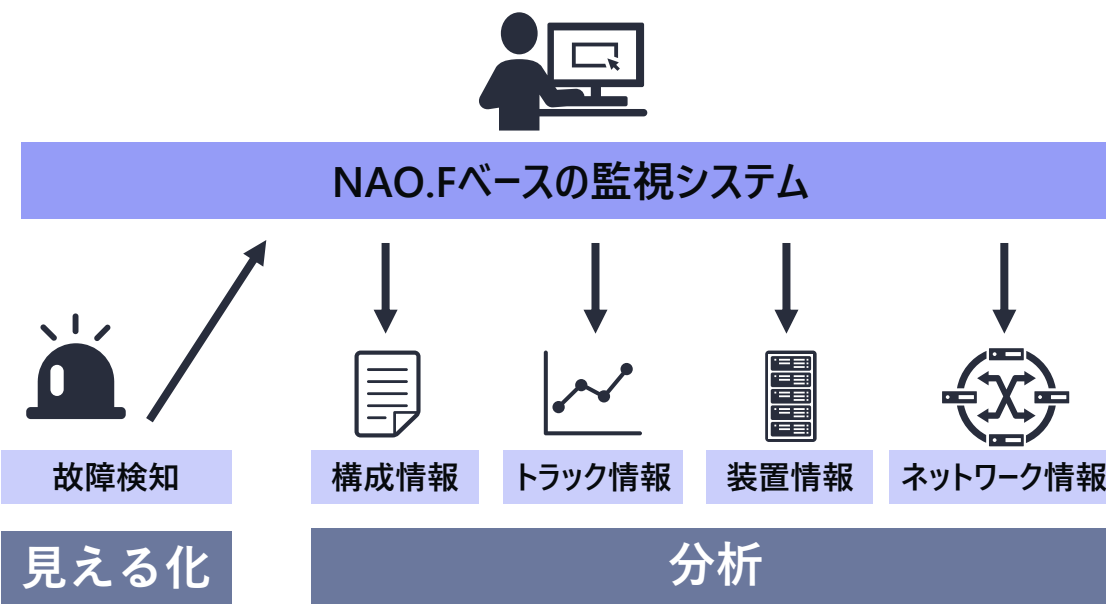 NAO.Fベースの監視システム
故障検知
構成情報
トラック情報
装置情報
ネットワーク情報
見える化
分析